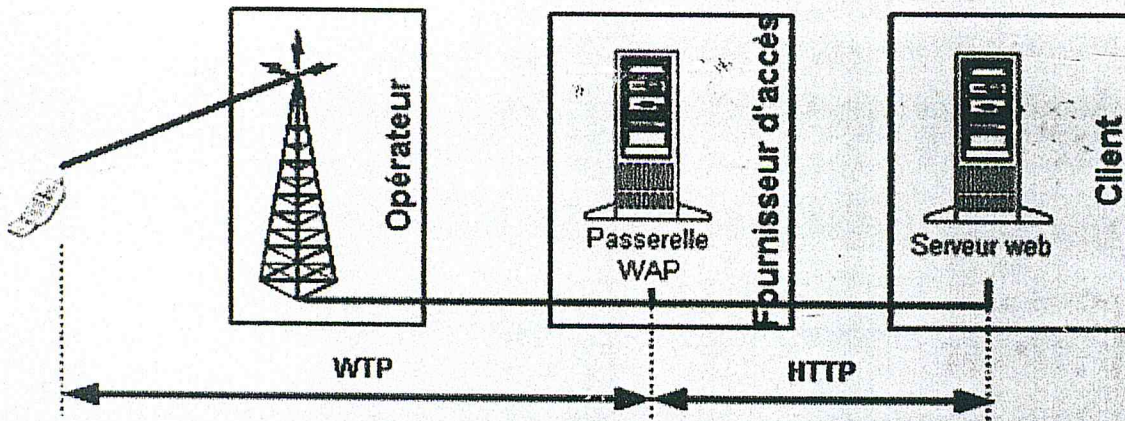 Opérateur
Passerelle
WAP
Fournisseur d'accès
Serveur web
Client
WTP
HTTP